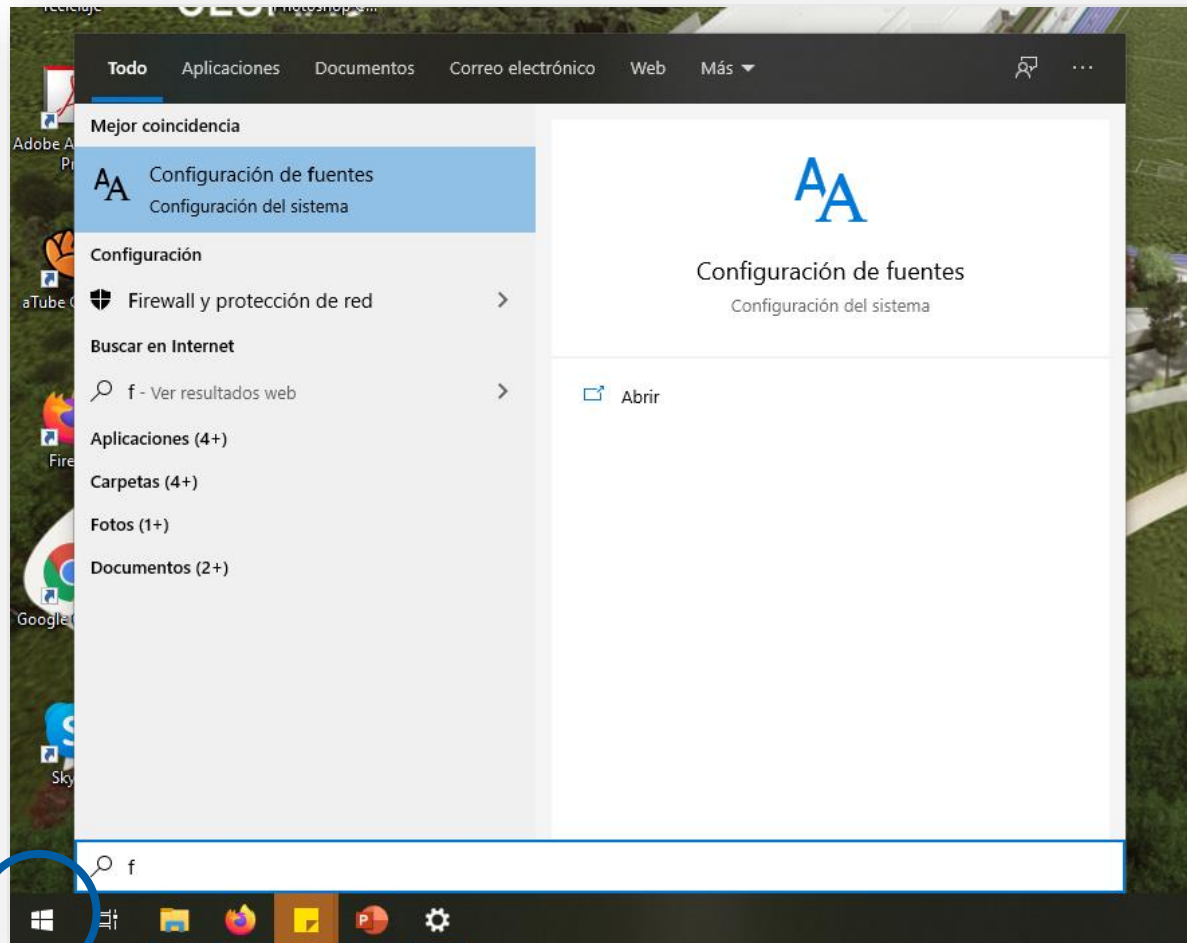 Todo Aplicaciones Documentos Correo electrónico Web Más
Mejor coincidencia
Configuración de fuentes
Configuración del sistema
Configuración
Firewall y protección de red
Buscar en Internet
f - Ver resultados web
Aplicaciones (4+)
Carpetas (4+)
Fotos (1+)
Documentos (2+)
Configuración de fuentes
Configuración del sistema
Abrir
Adobe A
aTube
Fire
Google
Sky
f